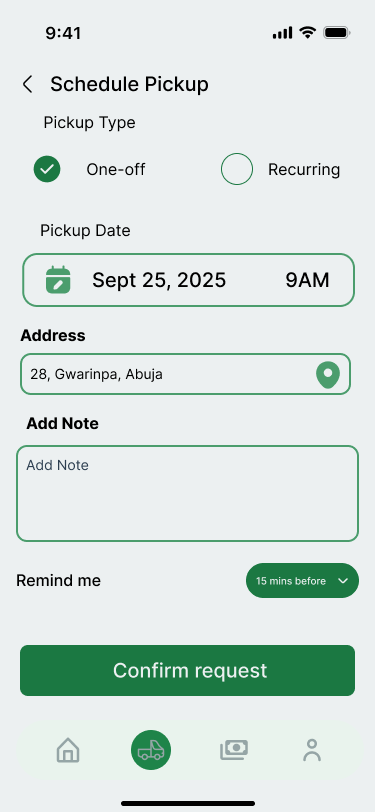 9:41
Schedule Pickup
Pickup Type
One-off
Recurring
Pickup Date
Sept 25, 2025 9AM
Address
28, Gwarinpa, Abuja
Add Note
Add Note
Remind me
15 mins before
Confirm request